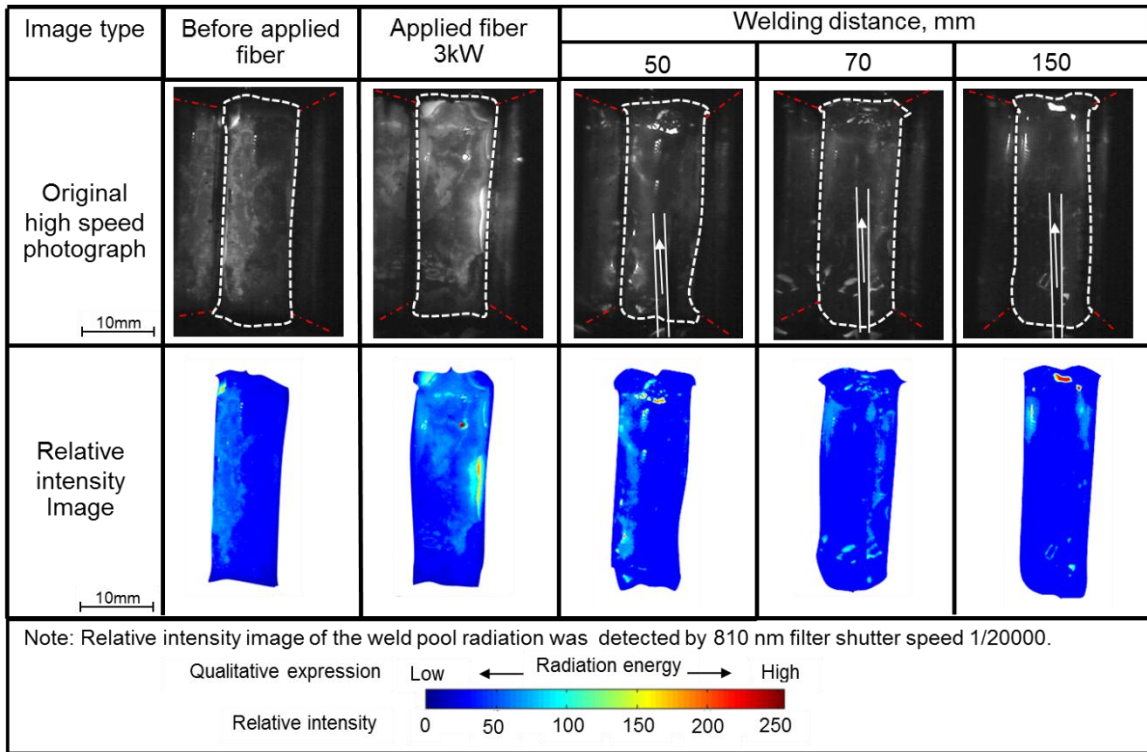 Image type
Before applied
fiber
Applied fiber
3kW
Welding distance, mm
50
70
150
Original
high speed
photograph
10mm
Relative
intensity
Image
10mm
Note: Relative intensity image of the weld pool radiation was detected by 810 nm filter shutter speed 1/20000.
Qualitative expression Low Radiation energy High
Relative intensity 0 50 100 150 200 250